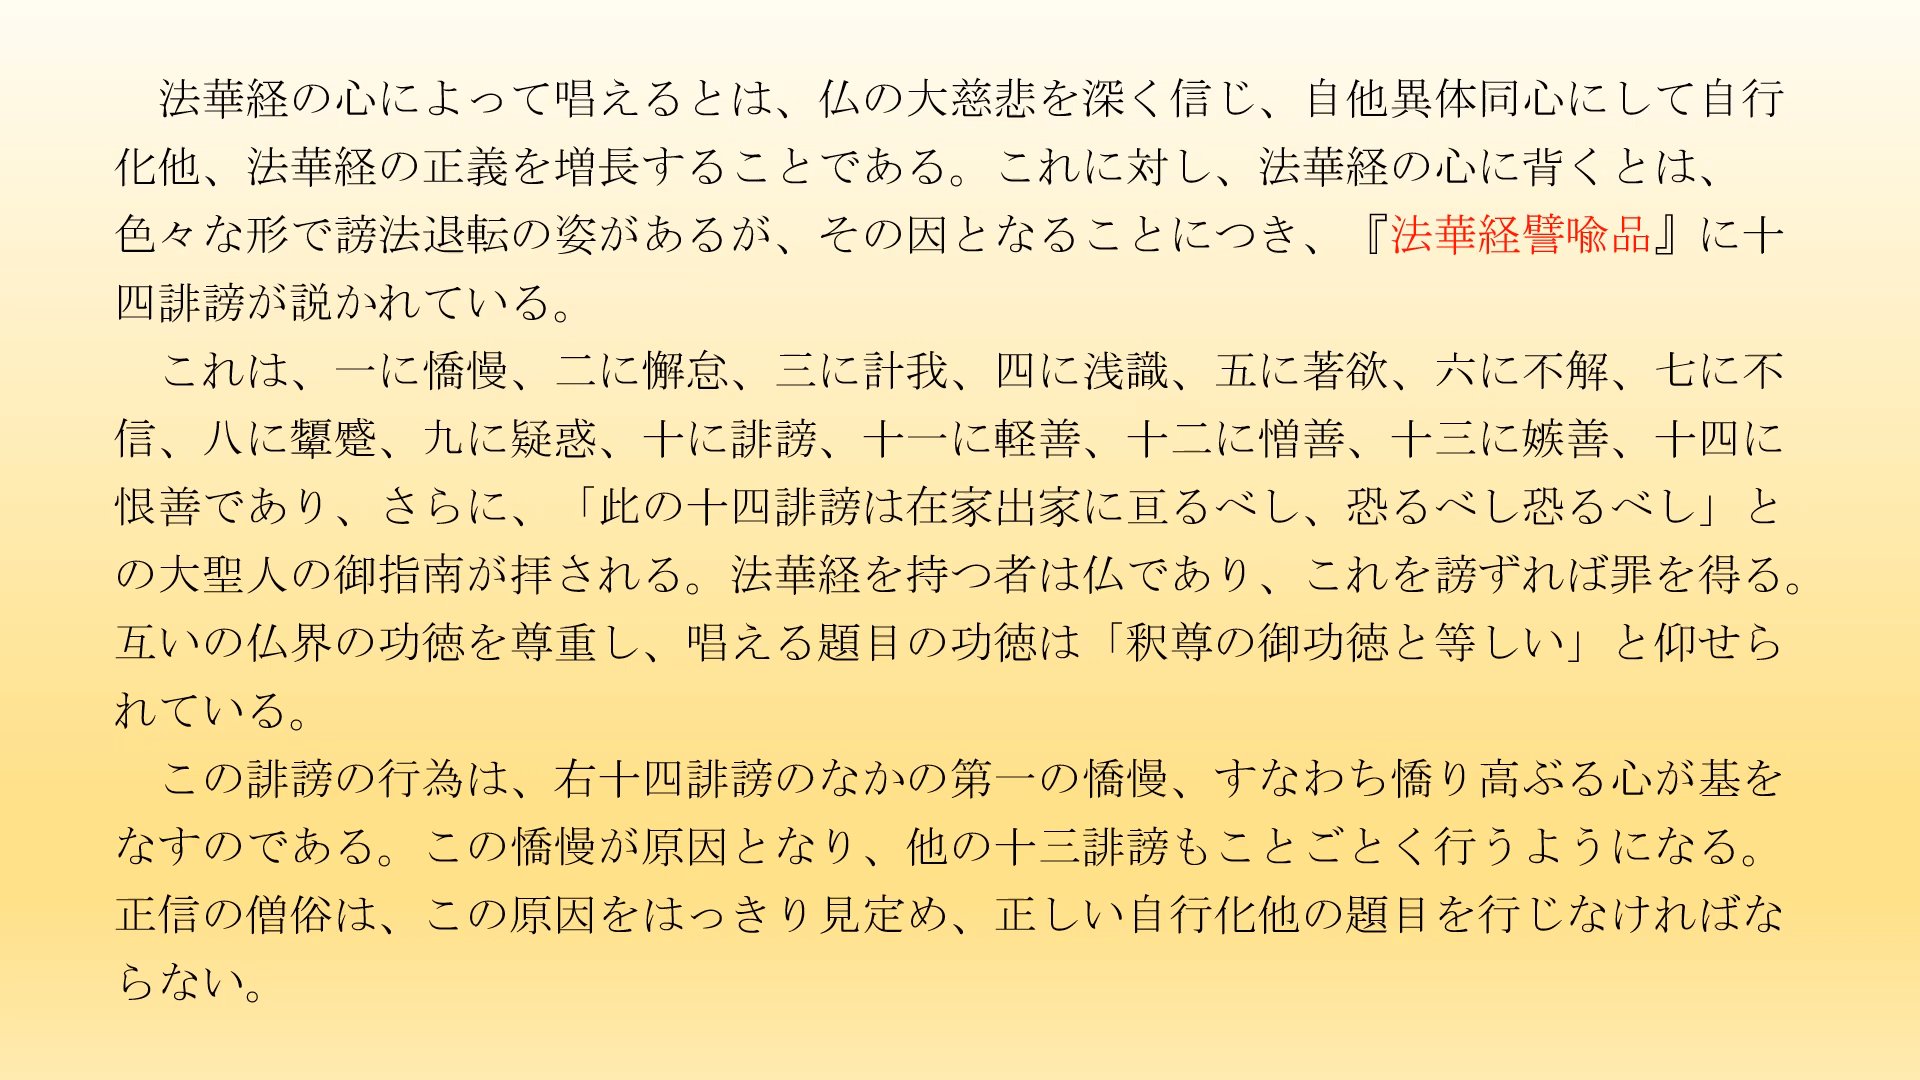 法華経の心によって唱えるとは、仏の大慈悲を深く信じ、自他異体同心にして自行
化他、法華経の正義を増長することである。これに対し、法華経の心に背くとは、
色々な形で謗法退転の姿があるが、その因となることにつき、『法華経譬喩品』に十
四誹謗が説かれている。
これは、一に憍慢、二に懈怠、三に計我、四に浅識、五に著欲、六に不解、七に不
信、八に顰蹙、九に疑惑、十に誹謗、十一に軽善、十二に憎善、十三に嫉善、十四に
恨善であり、さらに、「此の十四誹謗は在家出家に亘るべし、恐るべし恐るべし」と
の大聖人の御指南が拝される。法華経を持つ者は仏であり、これを謗ずれば罪を得る。
互いの仏界の功徳を尊重し、唱える題目の功徳は「釈尊の御功徳と等しい」と仰せら
れている。
この誹謗の行為は、右十四誹謗のなかの第一の憍慢、すなわち憍り高ぶる心が基を
なすのである。この憍慢が原因となり、他の十三誹謗もことごとく行うようになる。
正信の僧俗は、この原因をはっきり見定め、正しい自行化他の題目を行じなければな
らない。